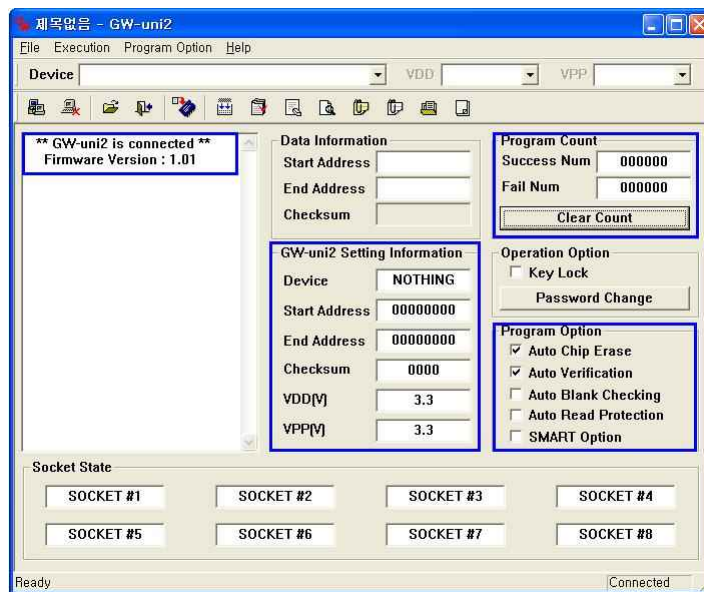 제목없음 - GW-uni2
File Execution Program Option Help
Device VDD VPP
** GW-uni2 is connected **
Firmware Version : 1.01
Data Information
Start Address
End Address
Checksum
Program Count
Success Num 000000
Fail Num 000000
Clear Count
GW-uni2 Setting Information
Device NOTHING
Start Address 00000000
End Address 00000000
Checksum 0000
VDD[V] 3.3
VPP[V] 3.3
Operation Option
Key Lock
Password Change
Program Option
Auto Chip Erase
Auto Verification
Auto Blank Checking
Auto Read Protection
SMART Option
Socket State
SOCKET #1 SOCKET #2 SOCKET #3 SOCKET #4
SOCKET #5 SOCKET #6 SOCKET #7 SOCKET #8
Ready Connected